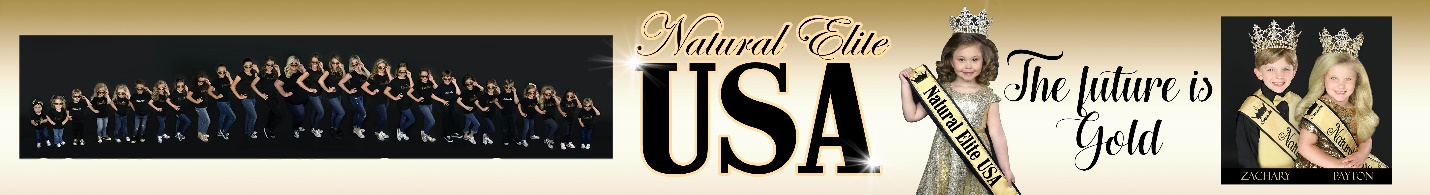 Natural Elite
USA
Natural Elite USA
The future is
Gold
ZACHARY
PAYTON